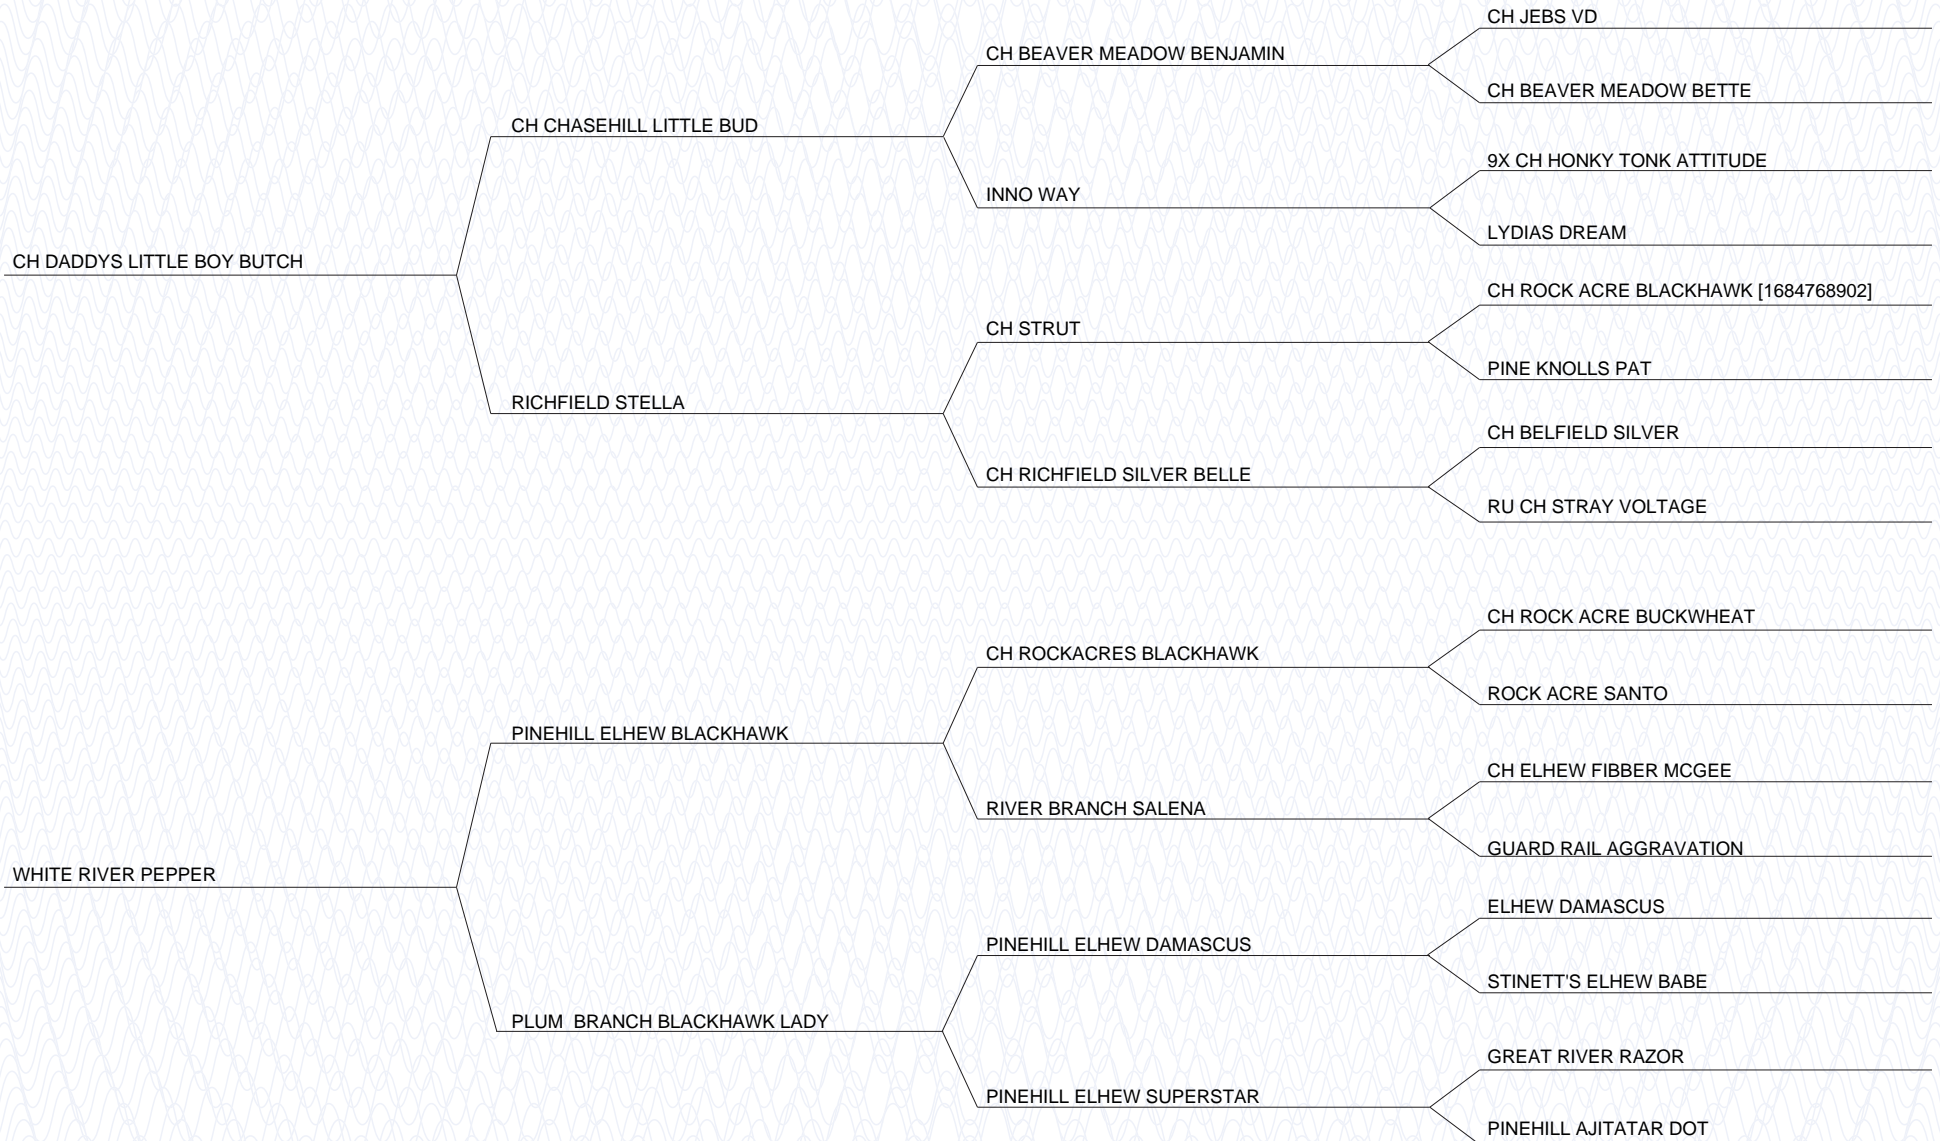 CH JEBS VD
CH BEAVER MEADOW BENJAMIN
CH BEAVER MEADOW BETTE
CH CHASEHILL LITTLE BUD
9X CH HONKY TONK ATTITUDE
INNO WAY
LYDIAS DREAM
CH DADDYS LITTLE BOY BUTCH
CH ROCK ACRE BLACKHAWK [1684768902]
CH STRUT
PINE KNOLLS PAT
RICHFIELD STELLA
CH BELFIELD SILVER
CH RICHFIELD SILVER BELLE
RU CH STRAY VOLTAGE
CH ROCK ACRE BUCKWHEAT
CH ROCKACRES BLACKHAWK
ROCK ACRE SANTO
PINEHILL ELHEW BLACKHAWK
CH ELHEW FIBBER MCGEE
RIVER BRANCH SALENA
GUARD RAIL AGGRAVATION
WHITE RIVER PEPPER
ELHEW DAMASCUS
PINEHILL ELHEW DAMASCUS
STINETT'S ELHEW BABE
PLUM  BRANCH BLACKHAWK LADY
GREAT RIVER RAZOR
PINEHILL ELHEW SUPERSTAR
PINEHILL AJITATAR DOT